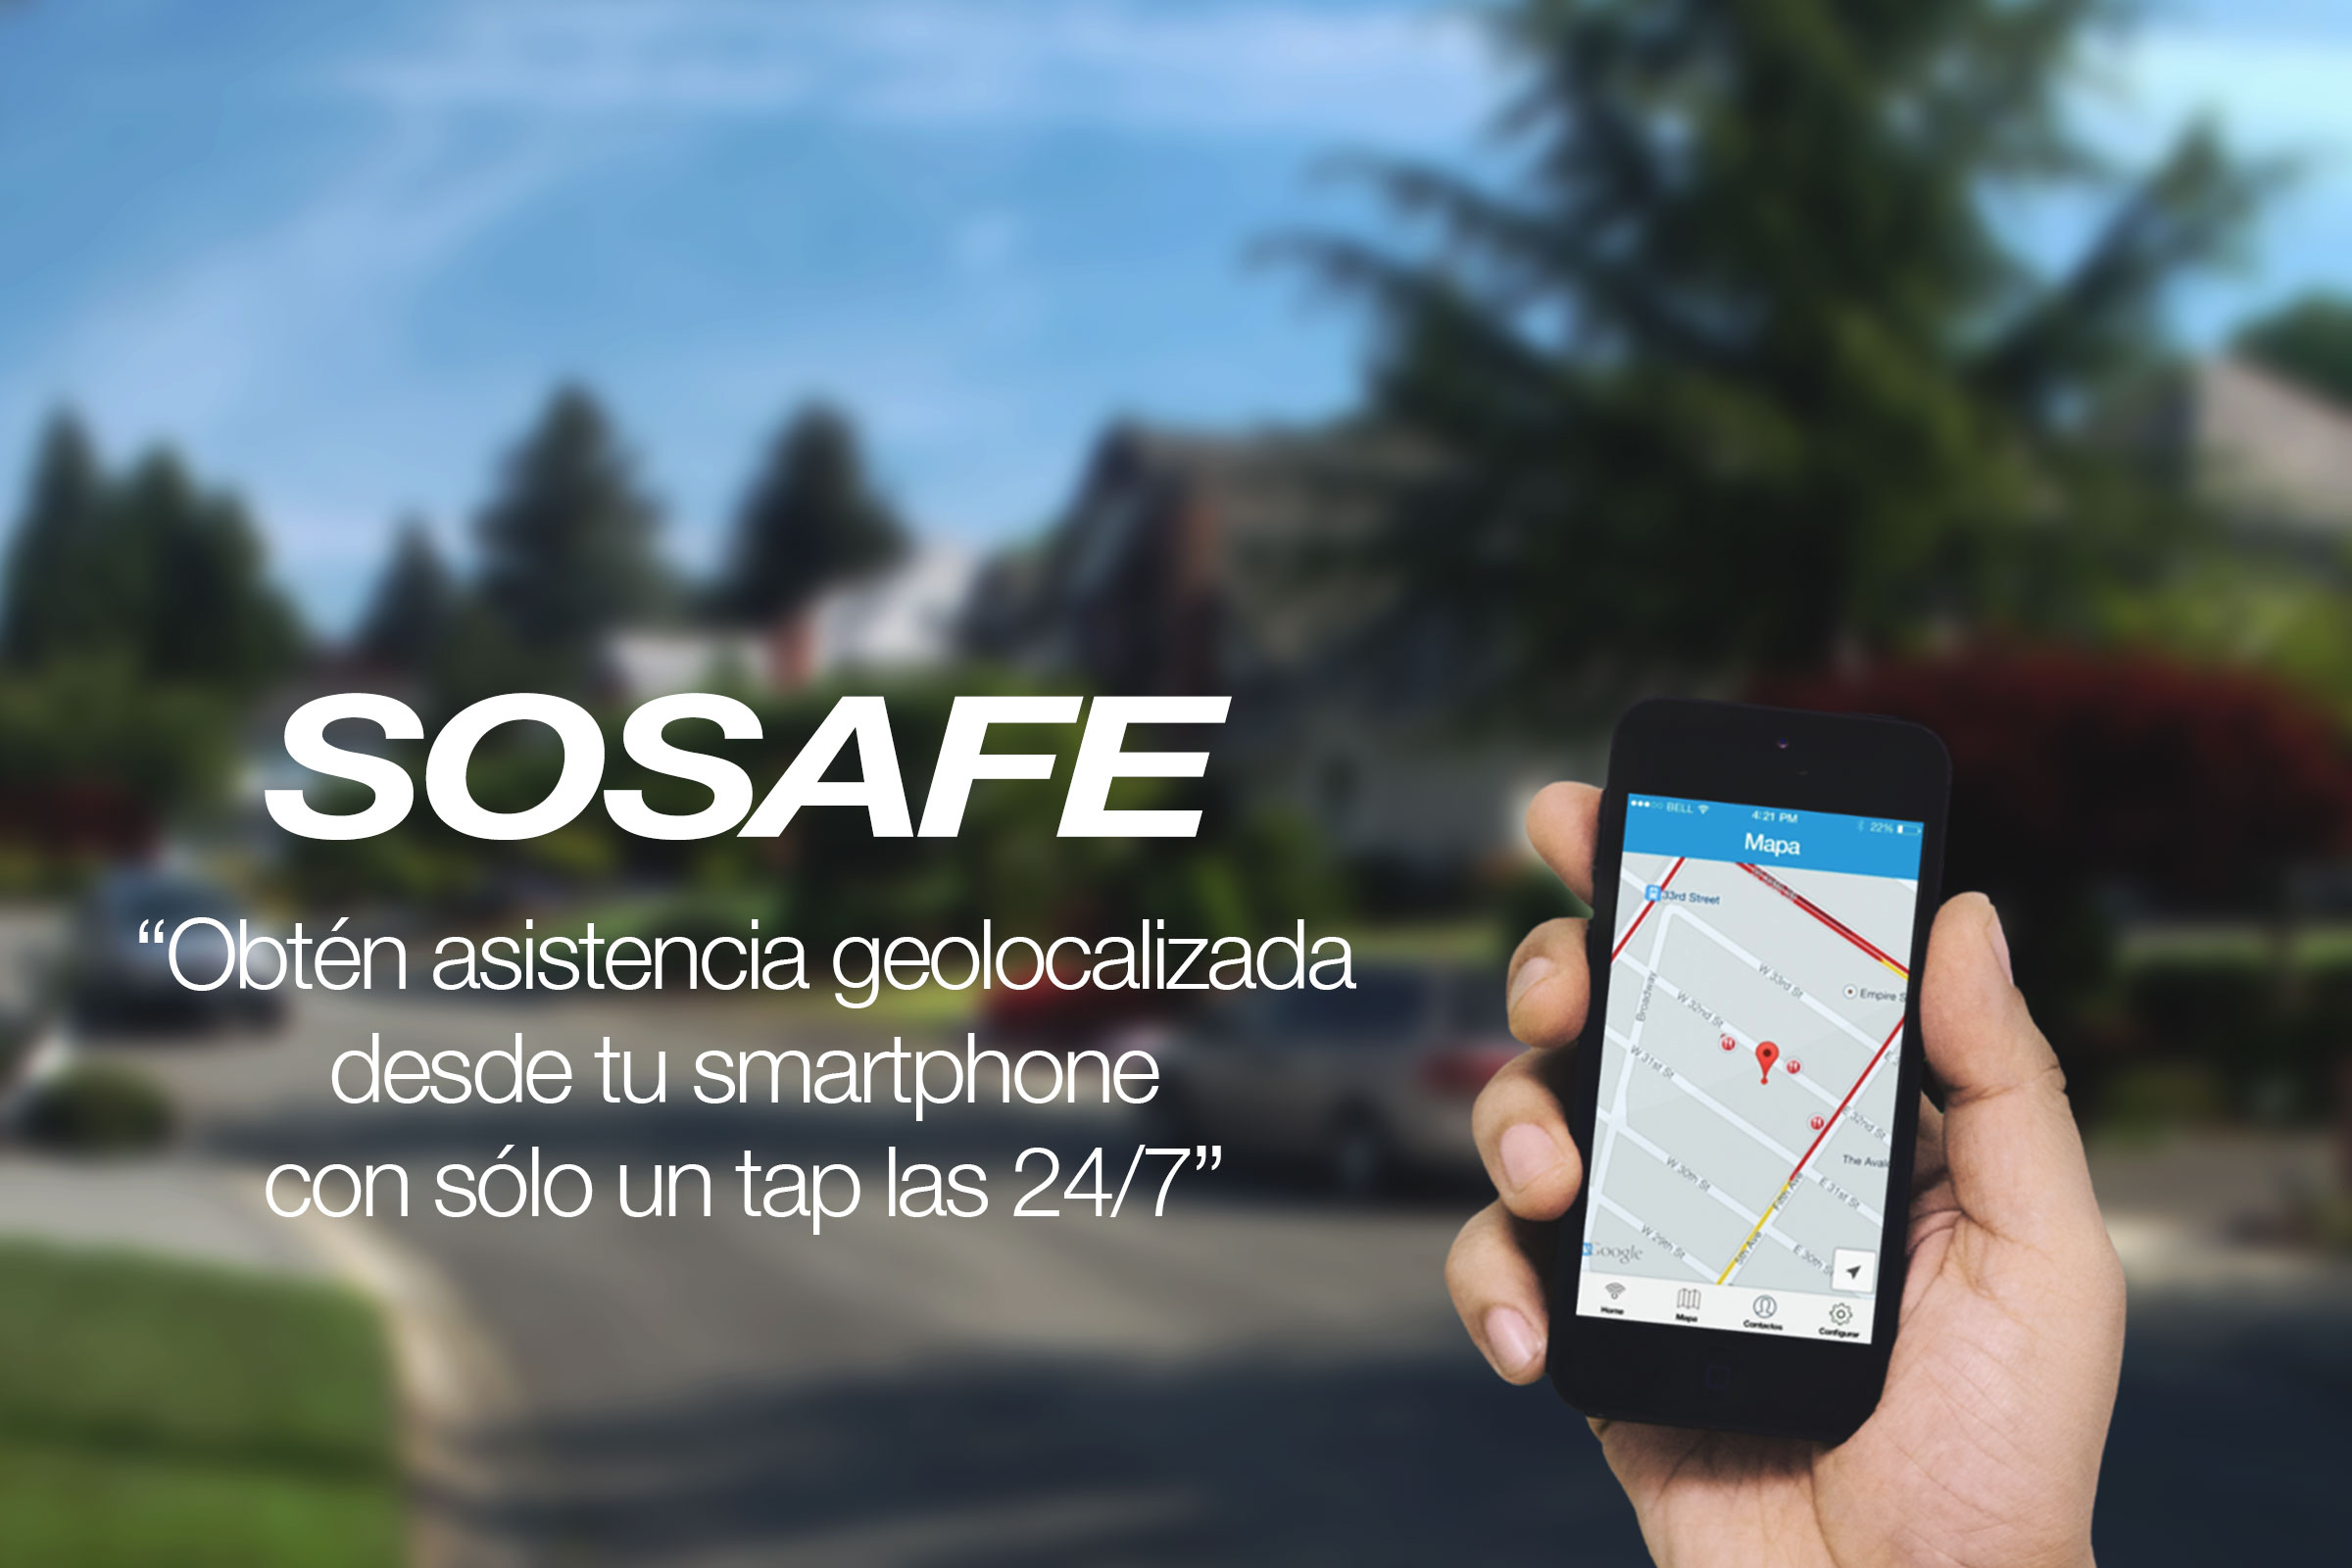 SOSAFE
“Obtén asistencia geolocalizada
desde tu smartphone
con sólo un tap las 24/7”
BELL 4:21 PM 22%
Mapa
33rd Street
W 33rd St
Empire S
Broadway
W 32nd St
W 31st St
E 32nd St
The Aval
W 30th St
E 31st St
Fifth Ave
5th Ave
W 29th St
E 30th St
Google
Home Mapa Contactos Configurar